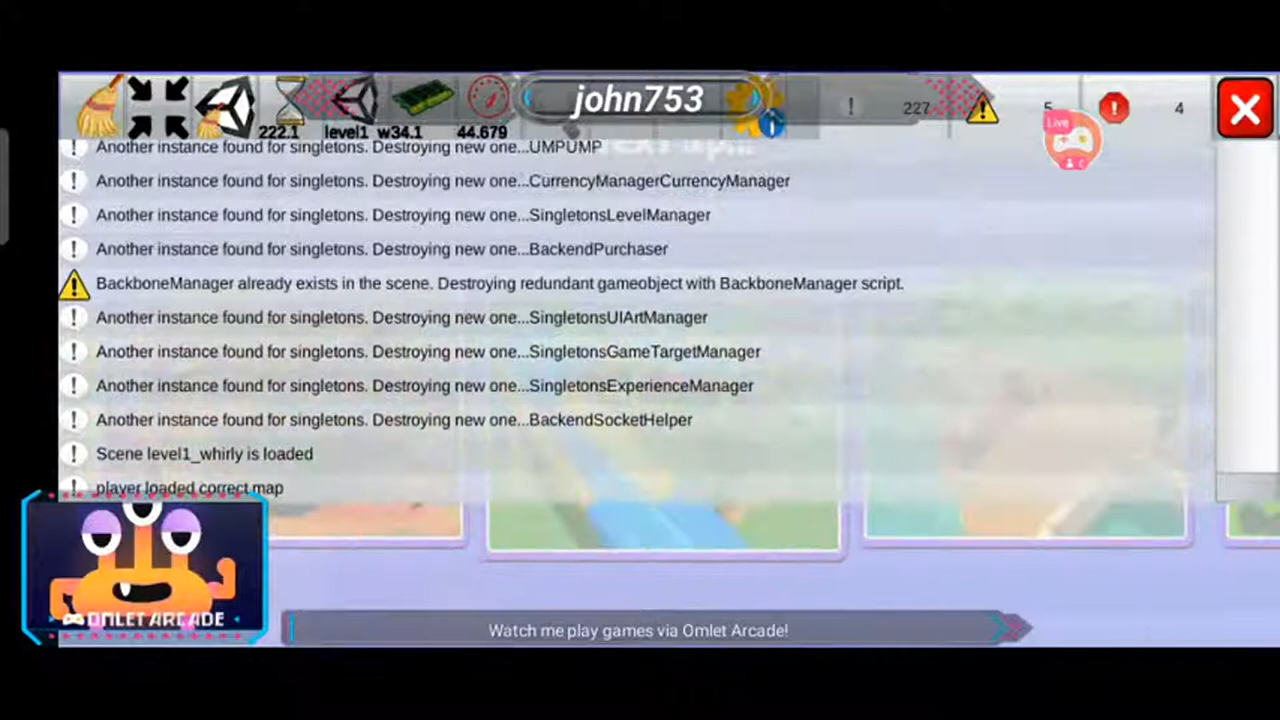 john753
227
5
4
222.1
level1
w34.1
44.679
Live
Another instance found for singletons. Destroying new one...UMPUMP
Another instance found for singletons. Destroying new one...CurrencyManagerCurrencyManager
Another instance found for singletons. Destroying new one...SingletonsLevelManager
Another instance found for singletons. Destroying new one...BackendPurchaser
BackboneManager already exists in the scene. Destroying redundant gameobject with BackboneManager script.
Another instance found for singletons. Destroying new one...SingletonsUIArtManager
Another instance found for singletons. Destroying new one...SingletonsGameTargetManager
Another instance found for singletons. Destroying new one...SingletonsExperienceManager
Another instance found for singletons. Destroying new one...BackendSocketHelper
Scene level1_whirly is loaded
player loaded correct map
OMLET ARCADE
Watch me play games via Omlet Arcade!